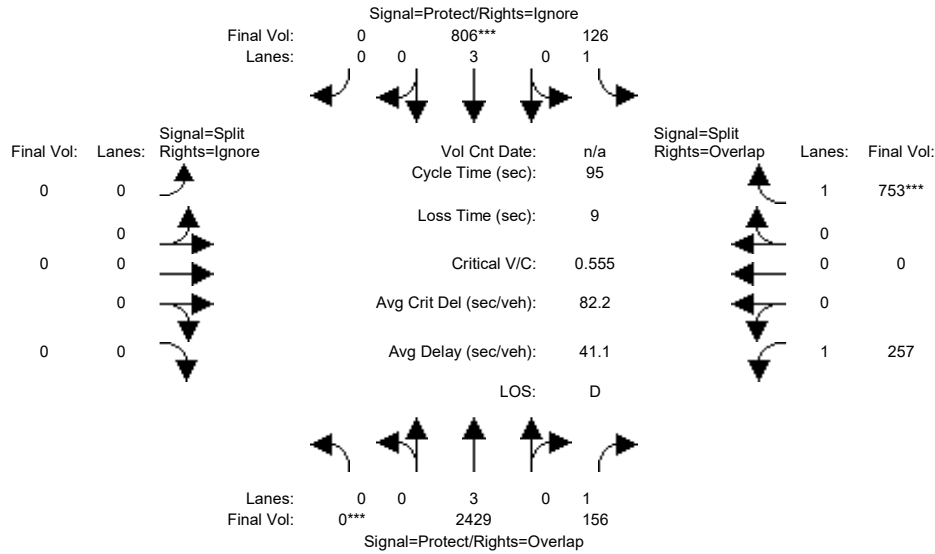 Signal=Protect/Rights=Ignore
Final Vol: 0 806*** 126
Lanes: 0 0 3 0 1
Signal=Split Signal=Split
Final Vol: Lanes: Rights=Ignore Vol Cnt Date: n/a Rights=Overlap Lanes: Final Vol:
Cycle Time (sec): 95
0 0 1 753***
Loss Time (sec): 9
0 0
0 0 Critical V/C: 0.555 0 0
0 Avg Crit Del (sec/veh): 82.2 0
0 0 Avg Delay (sec/veh): 41.1 1 257
LOS: D
Lanes: 0 0 3 0 1
Final Vol: 0*** 2429 156
Signal=Protect/Rights=Overlap